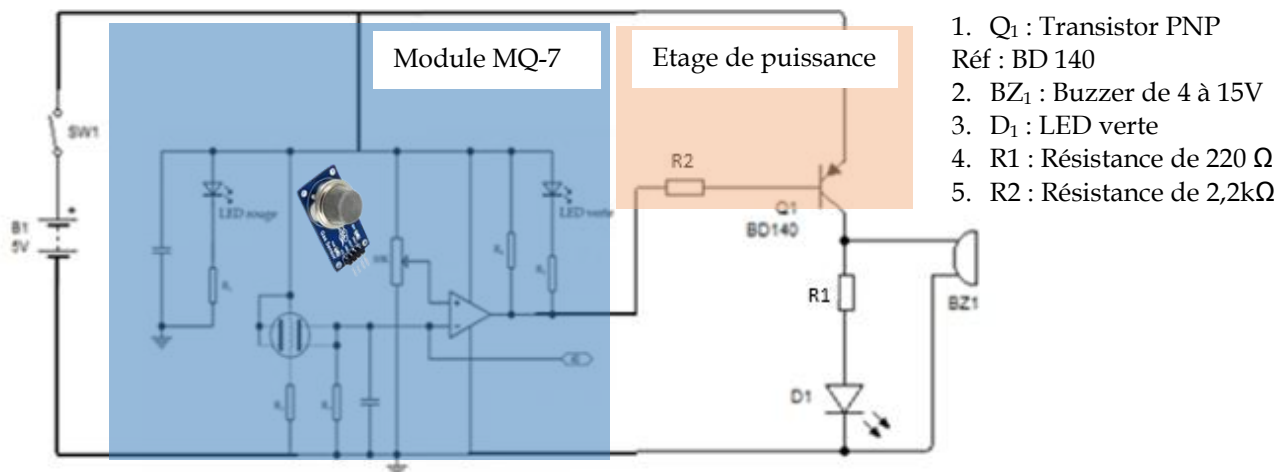 Module MQ-7
Etage de puissance
SW1
B1
5V
LED rouge
LED verte
R2
Q1
BD140
R1
BZ1
D1
1. Q₁ : Transistor PNP
Réf : BD 140
2. BZ₁ : Buzzer de 4 à 15V
3. D₁ : LED verte
4. R1 : Résistance de 220 Ω
5. R2 : Résistance de 2,2kΩ